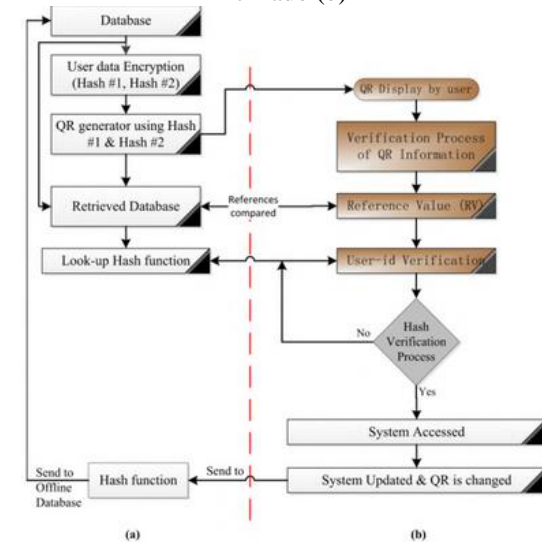 Database
User data Encryption
(Hash #1, Hash #2)
QR generator using Hash
#1 & Hash #2
Retrieved Database
Look-up Hash function
QR Display by user
Verification Process
of QR Information
References
compared
Reference Value (RV)
User-id Verification
No
Hash
Verification
Process
Yes
System Accessed
System Updated & QR is changed
Send to
Hash function
Send to
Offline
Database
(a)
(b)